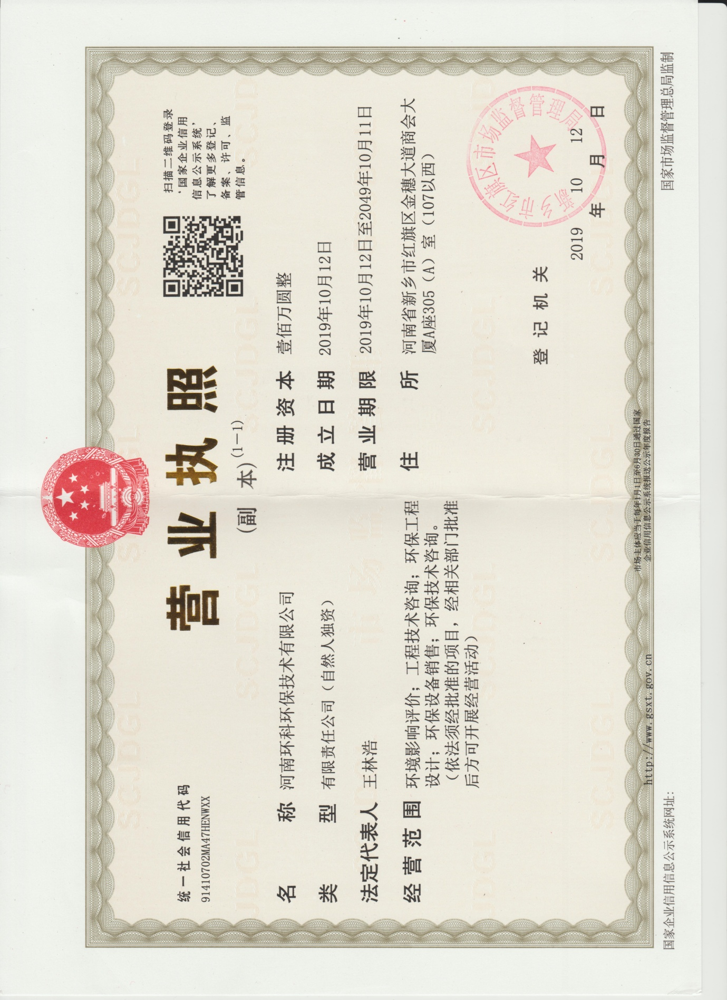 营业执照
(副 本)(1-1)
统一社会信用代码
91410702MA47HENWXX
扫描二维码登录
‘国家企业信用
信息公示系统’
了解更多登记、
备案、许可、监
管信息。
名 称 河南环科环保技术有限公司
类 型 有限责任公司（自然人独资）
法定代表人 王林浩
经营范围 环境影响评价；工程技术咨询；环保工程
设计；环保设备销售；环保技术咨询。
（依法须经批准的项目，经相关部门批准
后方可开展经营活动）
注册资本 壹佰万圆整
成立日期 2019年10月12日
营业期限 2019年10月12日至2049年10月11日
住 所 河南省新乡市红旗区金穗大道商会大
厦A座305（A）室（107以西）
登记机关
新乡市红旗区市场监督管理局
2019 年 10 月 12 日
http://www.gsxt.gov.cn
市场主体应当于每年1月1日至6月30日通过国家
企业信用信息公示系统报送公示年度报告
国家企业信用信息公示系统网址:
国家市场监督管理总局监制
SCJDGL